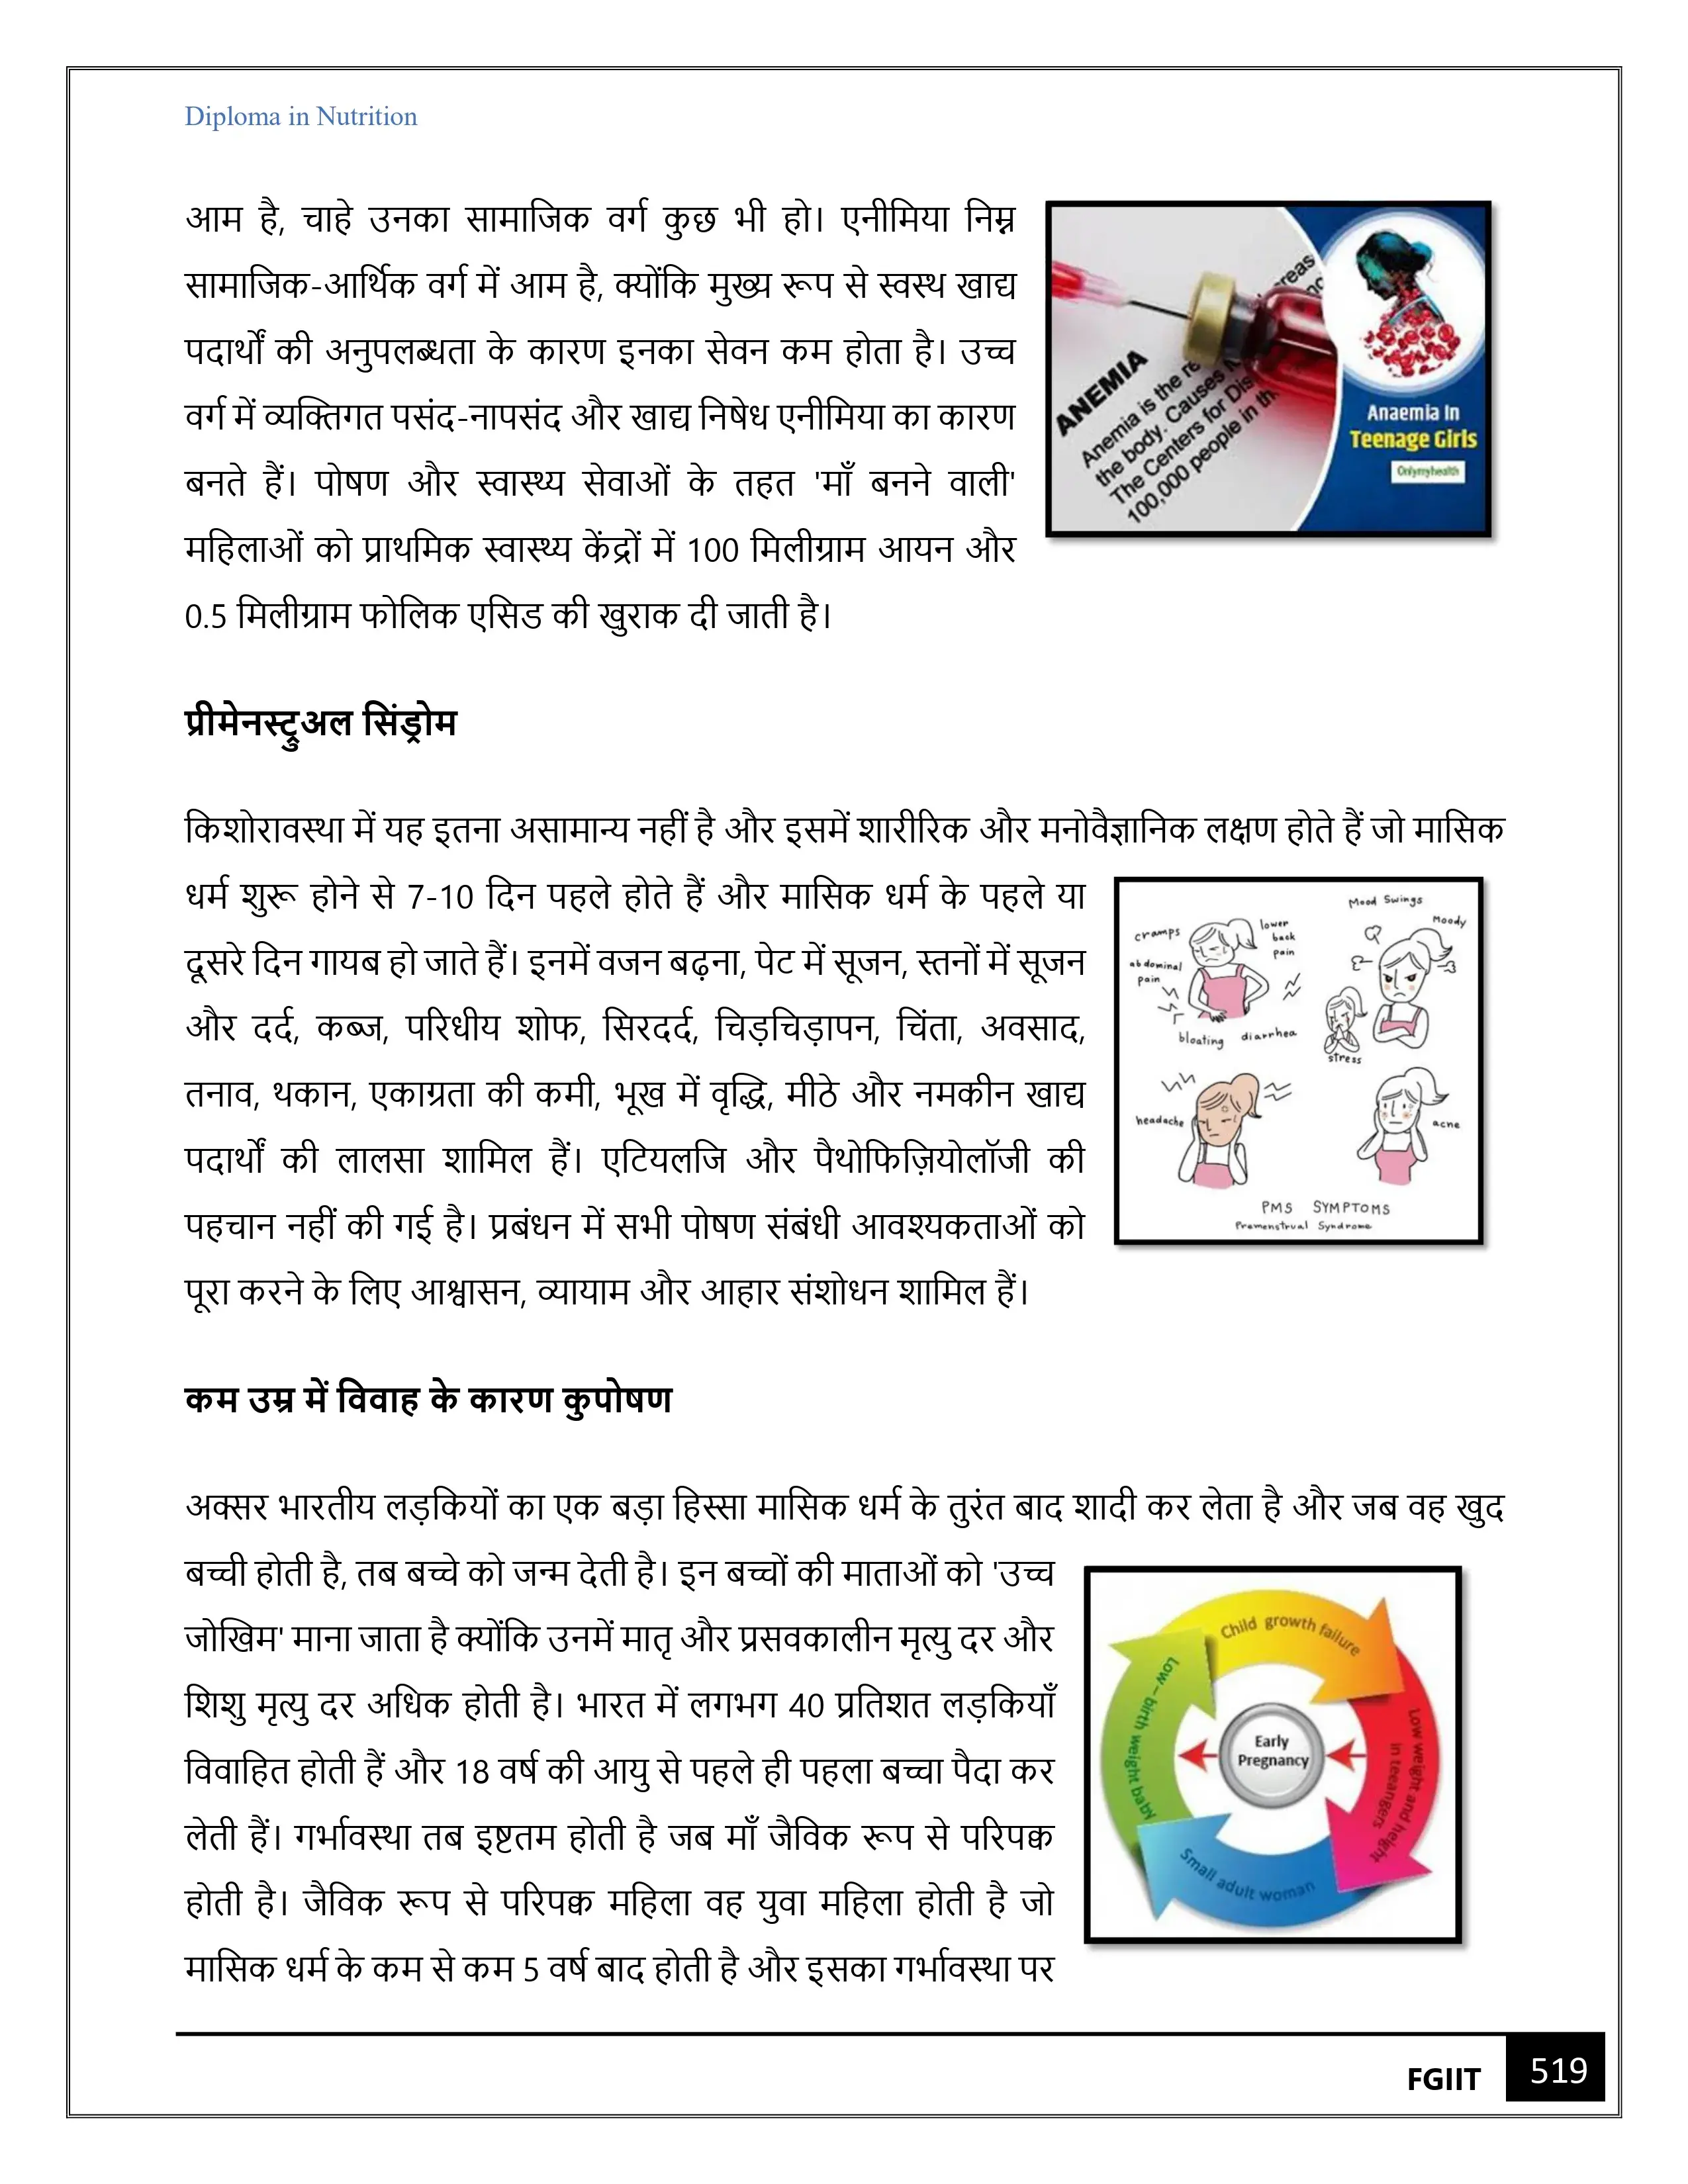 Diploma in Nutrition
आम है, चाहे उनका सामाजिक वर्ग कुछ भी हो। एनीमिया निम्न
सामाजिक-आर्थिक वर्ग में आम है, क्योंकि मुख्य रूप से स्वस्थ खाद्य
पदार्थों की अनुपलब्धता के कारण इनका सेवन कम होता है। उच्च
वर्ग में व्यक्तिगत पसंद-नापसंद और खाद्य निषेध एनीमिया का कारण
बनते हैं। पोषण और स्वास्थ्य सेवाओं के तहत 'माँ बनने वाली'
महिलाओं को प्राथमिक स्वास्थ्य केंद्रों में 100 मिलीग्राम आयन और
0.5 मिलीग्राम फोलिक एसिड की खुराक दी जाती है।
ANEMIA
Anemia is the re
the body. Causes
The Centers for Dis
100,000 people in th
reas
Anaemia In
Teenage Girls
Onlymyhealth
प्रीमेनस्ट्रुअल सिंड्रोम
किशोरावस्था में यह इतना असामान्य नहीं है और इसमें शारीरिक और मनोवैज्ञानिक लक्षण होते हैं जो मासिक
धर्म शुरू होने से 7-10 दिन पहले होते हैं और मासिक धर्म के पहले या
दूसरे दिन गायब हो जाते हैं। इनमें वजन बढ़ना, पेट में सूजन, स्तनों में सूजन
और दर्द, कब्ज, परिधीय शोफ, सिरदर्द, चिड़चिड़ापन, चिंता, अवसाद,
तनाव, थकान, एकाग्रता की कमी, भूख में वृद्धि, मीठे और नमकीन खाद्य
पदार्थों की लालसा शामिल हैं। एटियलजि और पैथोफिज़ियोलॉजी की
पहचान नहीं की गई है। प्रबंधन में सभी पोषण संबंधी आवश्यकताओं को
पूरा करने के लिए आश्वासन, व्यायाम और आहार संशोधन शामिल हैं।
cramps
lower
back
pain
abdominal
pain
bloating
diarrhea
Mood Swings
Moody
stress
headache
acne
PMS SYMPTOMS
Premenstrual Syndrome
कम उम्र में विवाह के कारण कुपोषण
अक्सर भारतीय लड़कियों का एक बड़ा हिस्सा मासिक धर्म के तुरंत बाद शादी कर लेता है और जब वह खुद
बच्ची होती है, तब बच्चे को जन्म देती है। इन बच्चों की माताओं को 'उच्च
जोखिम' माना जाता है क्योंकि उनमें मातृ और प्रसवकालीन मृत्यु दर और
शिशु मृत्यु दर अधिक होती है। भारत में लगभग 40 प्रतिशत लड़कियाँ
विवाहित होती हैं और 18 वर्ष की आयु से पहले ही पहला बच्चा पैदा कर
लेती हैं। गर्भावस्था तब इष्टतम होती है जब माँ जैविक रूप से परिपक्व
होती है। जैविक रूप से परिपक्व महिला वह युवा महिला होती है जो
मासिक धर्म के कम से कम 5 वर्ष बाद होती है और इसका गर्भावस्था पर
Child growth failure
Low weight and height
in teeangers
Small adult woman
Low – birth weight baby
Early
Pregnancy
FGIIT 519